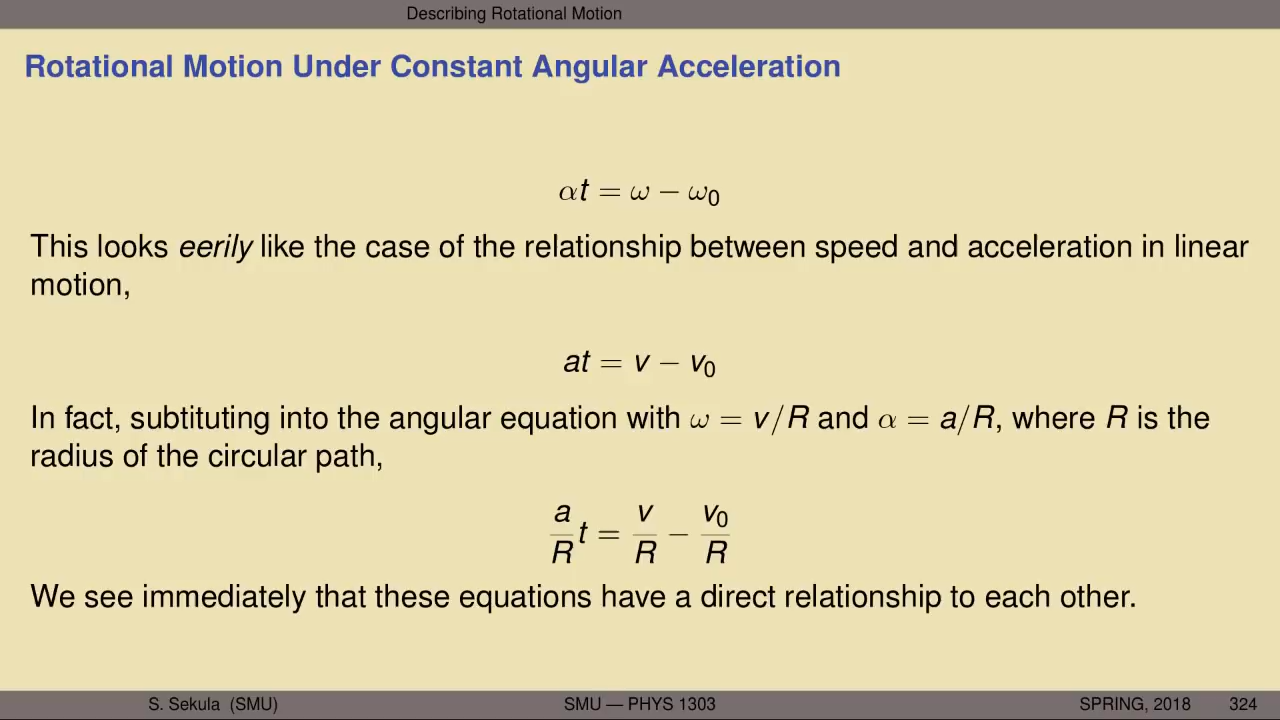 Describing Rotational Motion
Rotational Motion Under Constant Angular Acceleration
αt = ω − ω₀
This looks eerily like the case of the relationship between speed and acceleration in linear
motion,
at = v − v₀
In fact, subtituting into the angular equation with ω = v/R and α = a/R, where R is the
radius of the circular path,
a/R t = v/R − v₀/R
We see immediately that these equations have a direct relationship to each other.
S. Sekula (SMU) SMU — PHYS 1303 SPRING, 2018 324